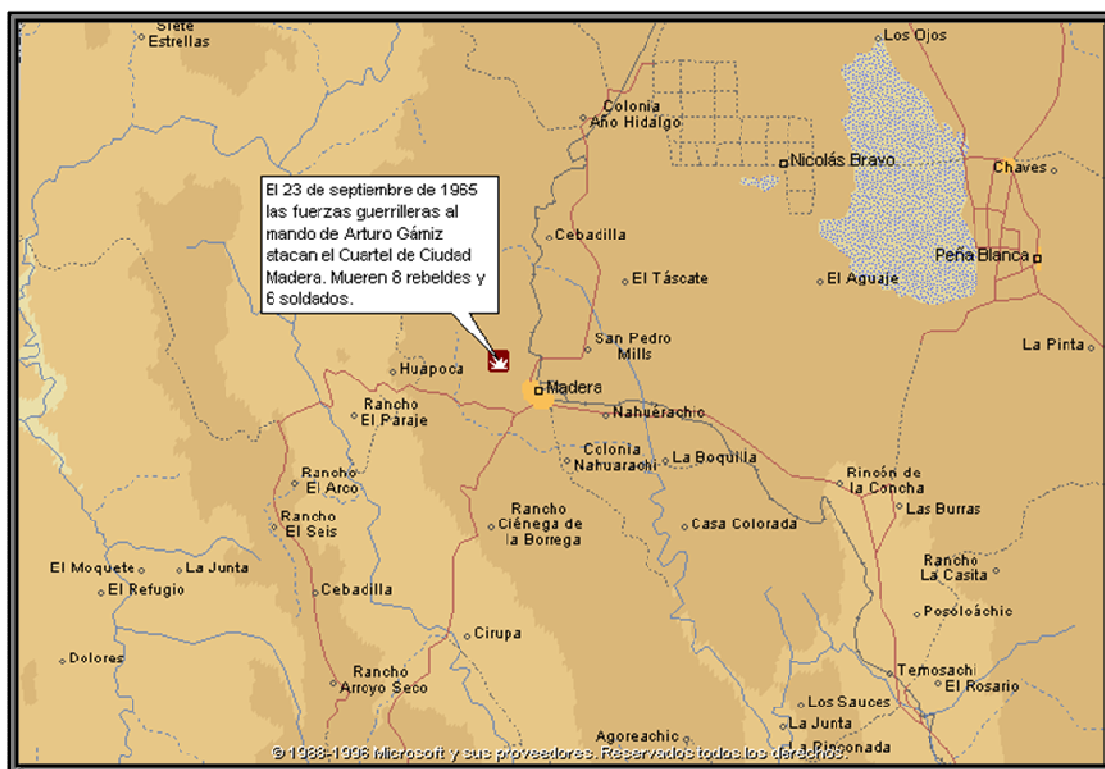 Siete
Estrellas
Los Ojos
Colonia
Año Hidalgo
Nicolás Bravo
Chaves
El 23 de septiembre de 1965
las fuerzas guerrilleras al
mando de Arturo Gámiz
atacan el Cuartel de Ciudad
Madera. Mueren 8 rebeldes y
6 soldados.
Cebadilla
Peña Blanca
El Táscate
El Aguaje
San Pedro
Mills
La Pinta
Huápoca
Madera
Rancho
El Paraje
Nahuerachic
Colonia
Nahuarachi
La Boquilla
Rancho
El Arco
Rincón de
la Concha
Las Burras
Rancho
El Seis
Rancho
Ciénega de
la Borrega
Casa Colorada
El Moquete
La Junta
Rancho
La Casita
El Refugio
Cebadilla
Posoloáchic
Cirupa
Dolores
Rancho
Arroyo Seco
Temosachi
El Rosario
Los Sauces
La Junta
Agoreachic
La Rinconada
© 1988-1996 Microsoft y sus proveedores. Reservados todos los derechos.